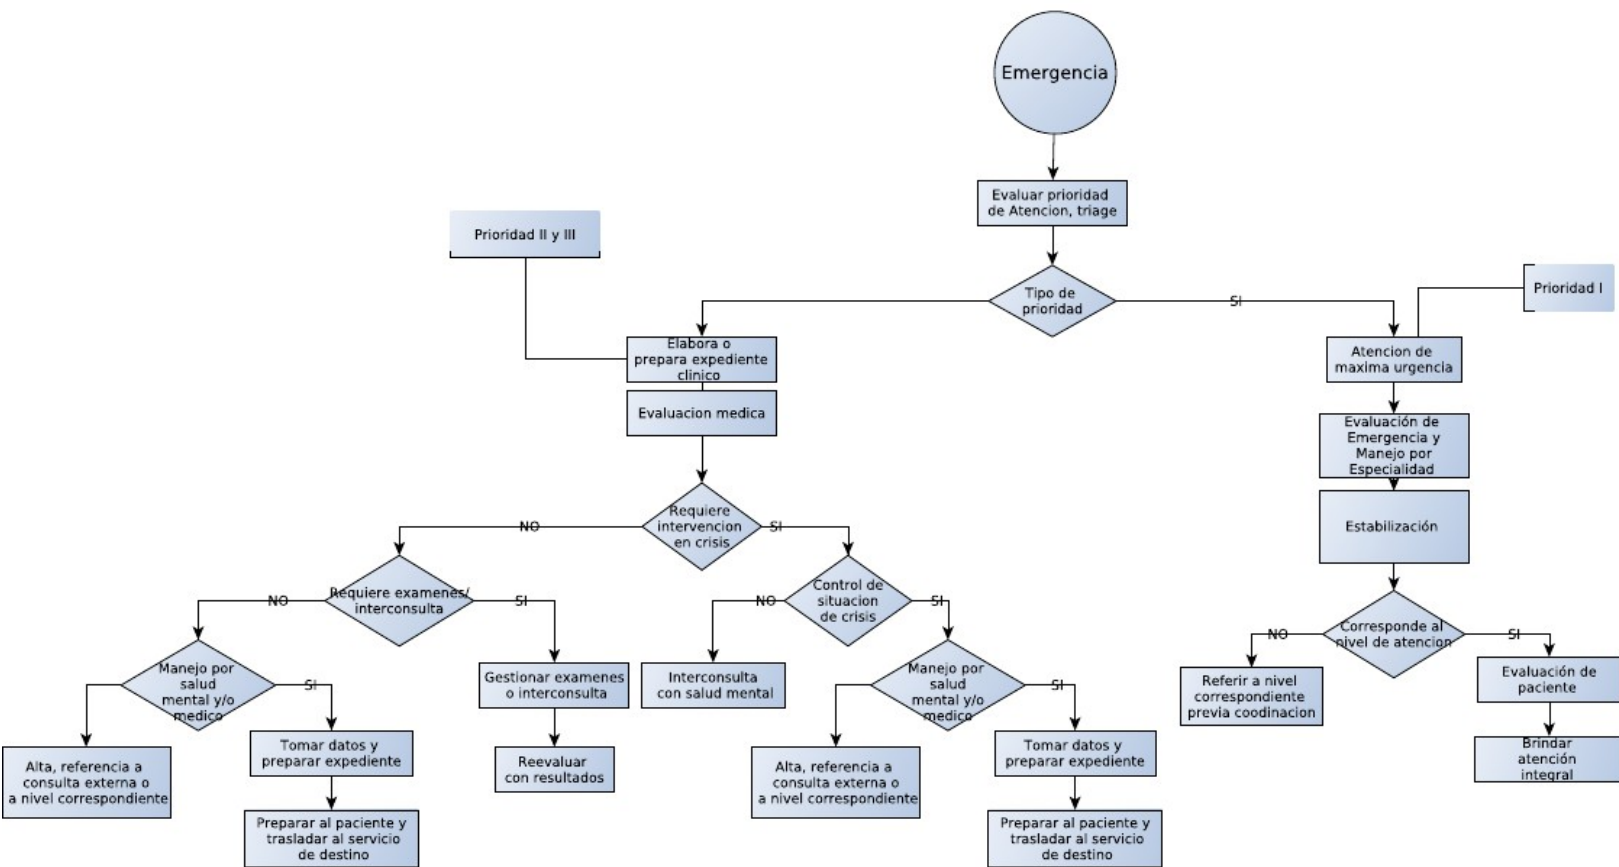 Emergencia
Evaluar prioridad
de Atencion, triage
Prioridad II y III
Tipo de
prioridad
SI
Prioridad I
Elabora o
prepara expediente
clinico
Atencion de
maxima urgencia
Evaluacion medica
Evaluación de
Emergencia y
Manejo por
Especialidad
Requiere
intervencion
en crisis
NO
SI
Estabilización
Requiere examenes/
interconsulta
NO
SI
Control de
situacion
de crisis
NO
SI
Corresponde al
nivel de atencion
NO
SI
Manejo por
salud
mental y/o
medico
SI
Gestionar examenes
o interconsulta
Interconsulta
con salud mental
Manejo por
salud
mental y/o
medico
SI
Referir a nivel
correspondiente
previa coodinacion
Evaluación de
paciente
Alta, referencia a
consulta externa o
a nivel correspondiente
Tomar datos y
preparar expediente
Reevaluar
con resultados
Alta, referencia a
consulta externa o
a nivel correspondiente
Tomar datos y
preparar expediente
Brindar
atención
integral
Preparar al paciente y
trasladar al servicio
de destino
Preparar al paciente y
trasladar al servicio
de destino